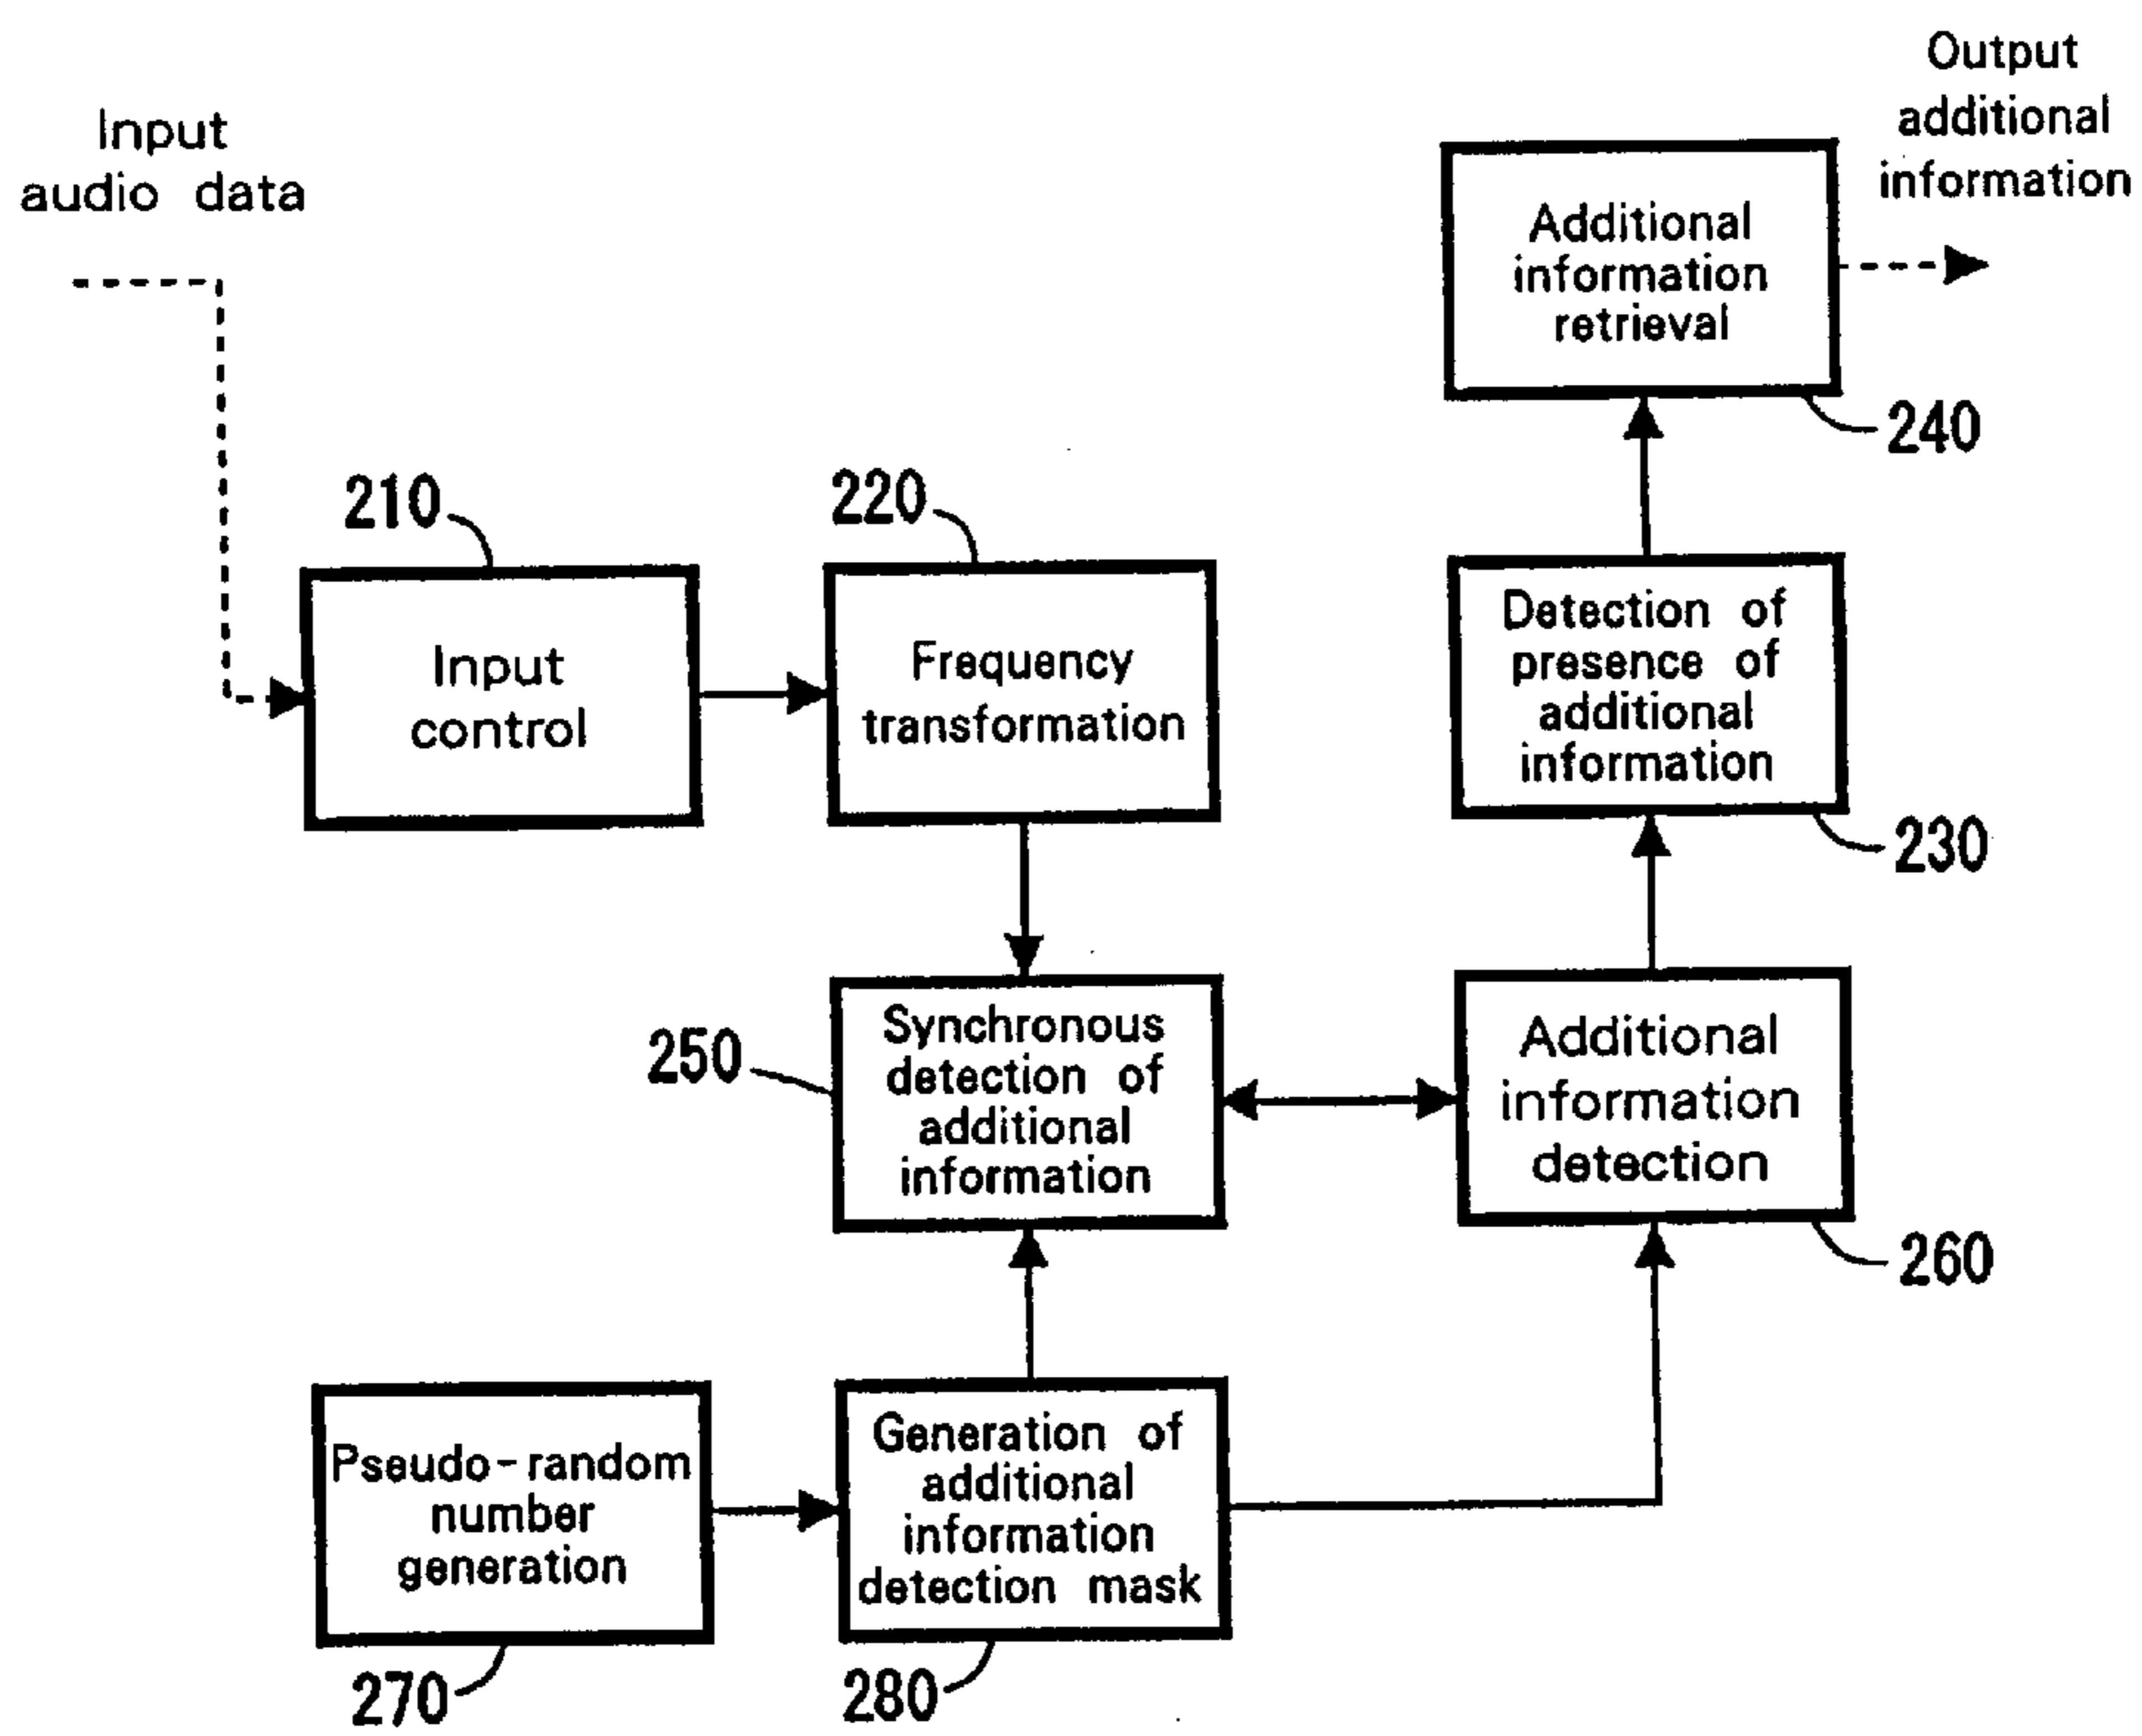 Output
additional
information
Input
audio data
Additional
information
retrieval
240
210
220
Input
control
Frequency
transformation
Detection of
presence of
additional
information
230
250
Synchronous
detection of
additional
information
Additional
information
detection
260
Pseudo-random
number
generation
Generation of
additional
information
detection mask
270
280